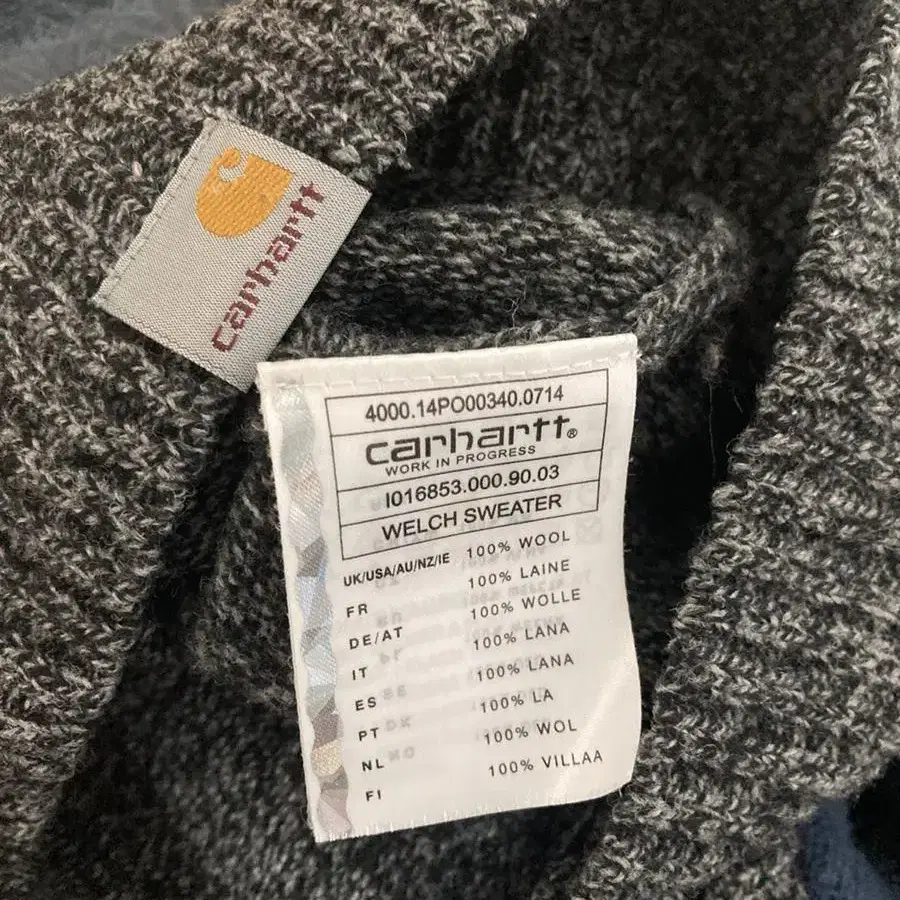 carhartt
4000.14PO00340.0714
carhartt®
WORK IN PROGRESS
I016853.000.90.03
WELCH SWEATER
UK/USA/AU/NZ/IE 100% WOOL
FR 100% LAINE
DE/AT 100% WOLLE
IT 100% LANA
ES 100% LANA
PT 100% LA
NL 100% WOL
FI 100% VILLAA